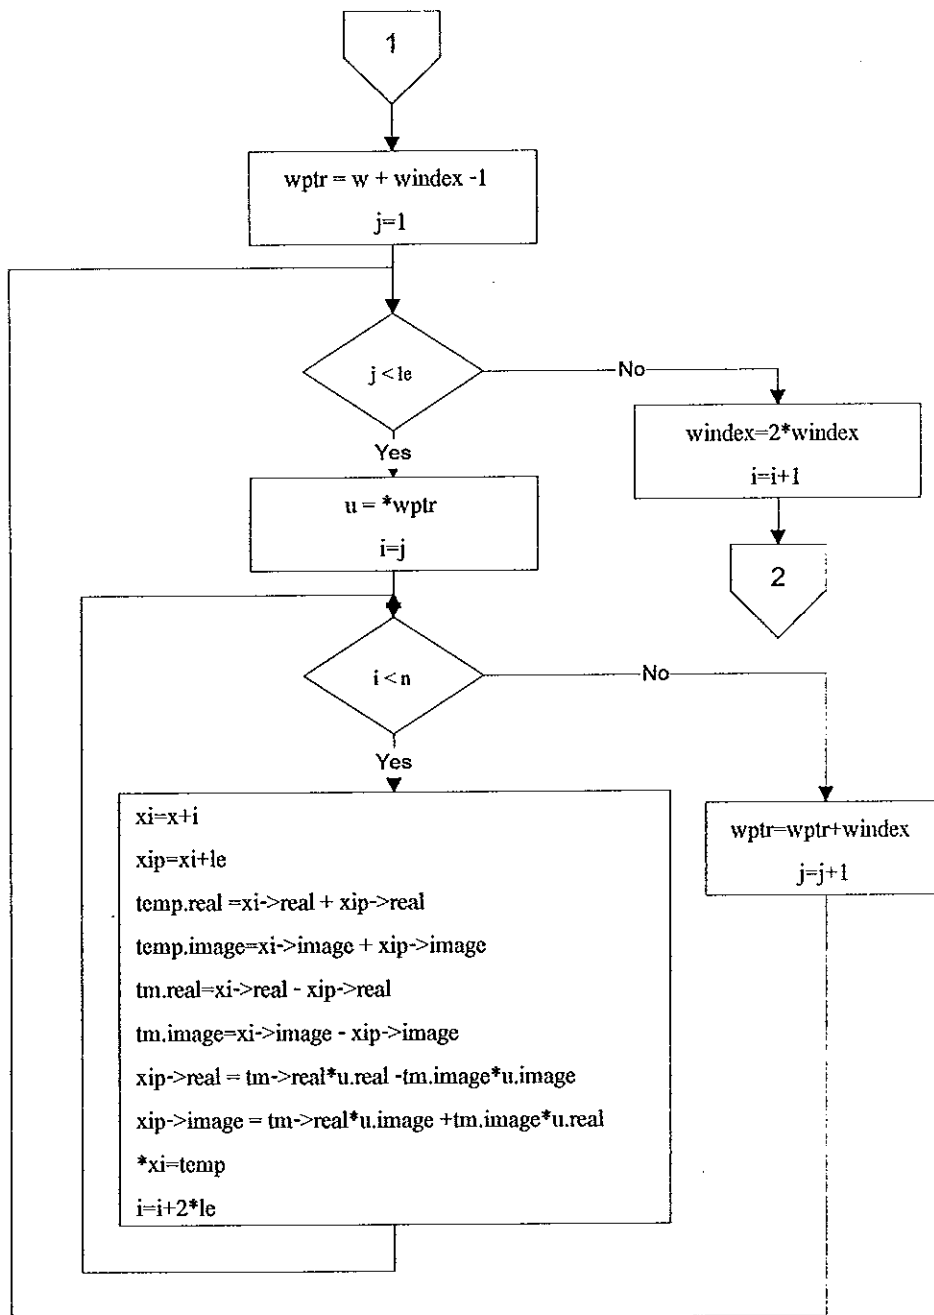 1
wptr = w + windex -1
j=1
j < le
No
windex=2*windex
i=i+1
2
Yes
u = *wptr
i=j
i < n
No
wptr=wptr+windex
j=j+1
Yes
xi=x+i
xip=xi+le
temp.real =xi->real + xip->real
temp.image=xi->image + xip->image
tm.real=xi->real - xip->real
tm.image=xi->image - xip->image
xip->real = tm->real*u.real -tm.image*u.image
xip->image = tm->real*u.image +tm.image*u.real
*xi=temp
i=i+2*le